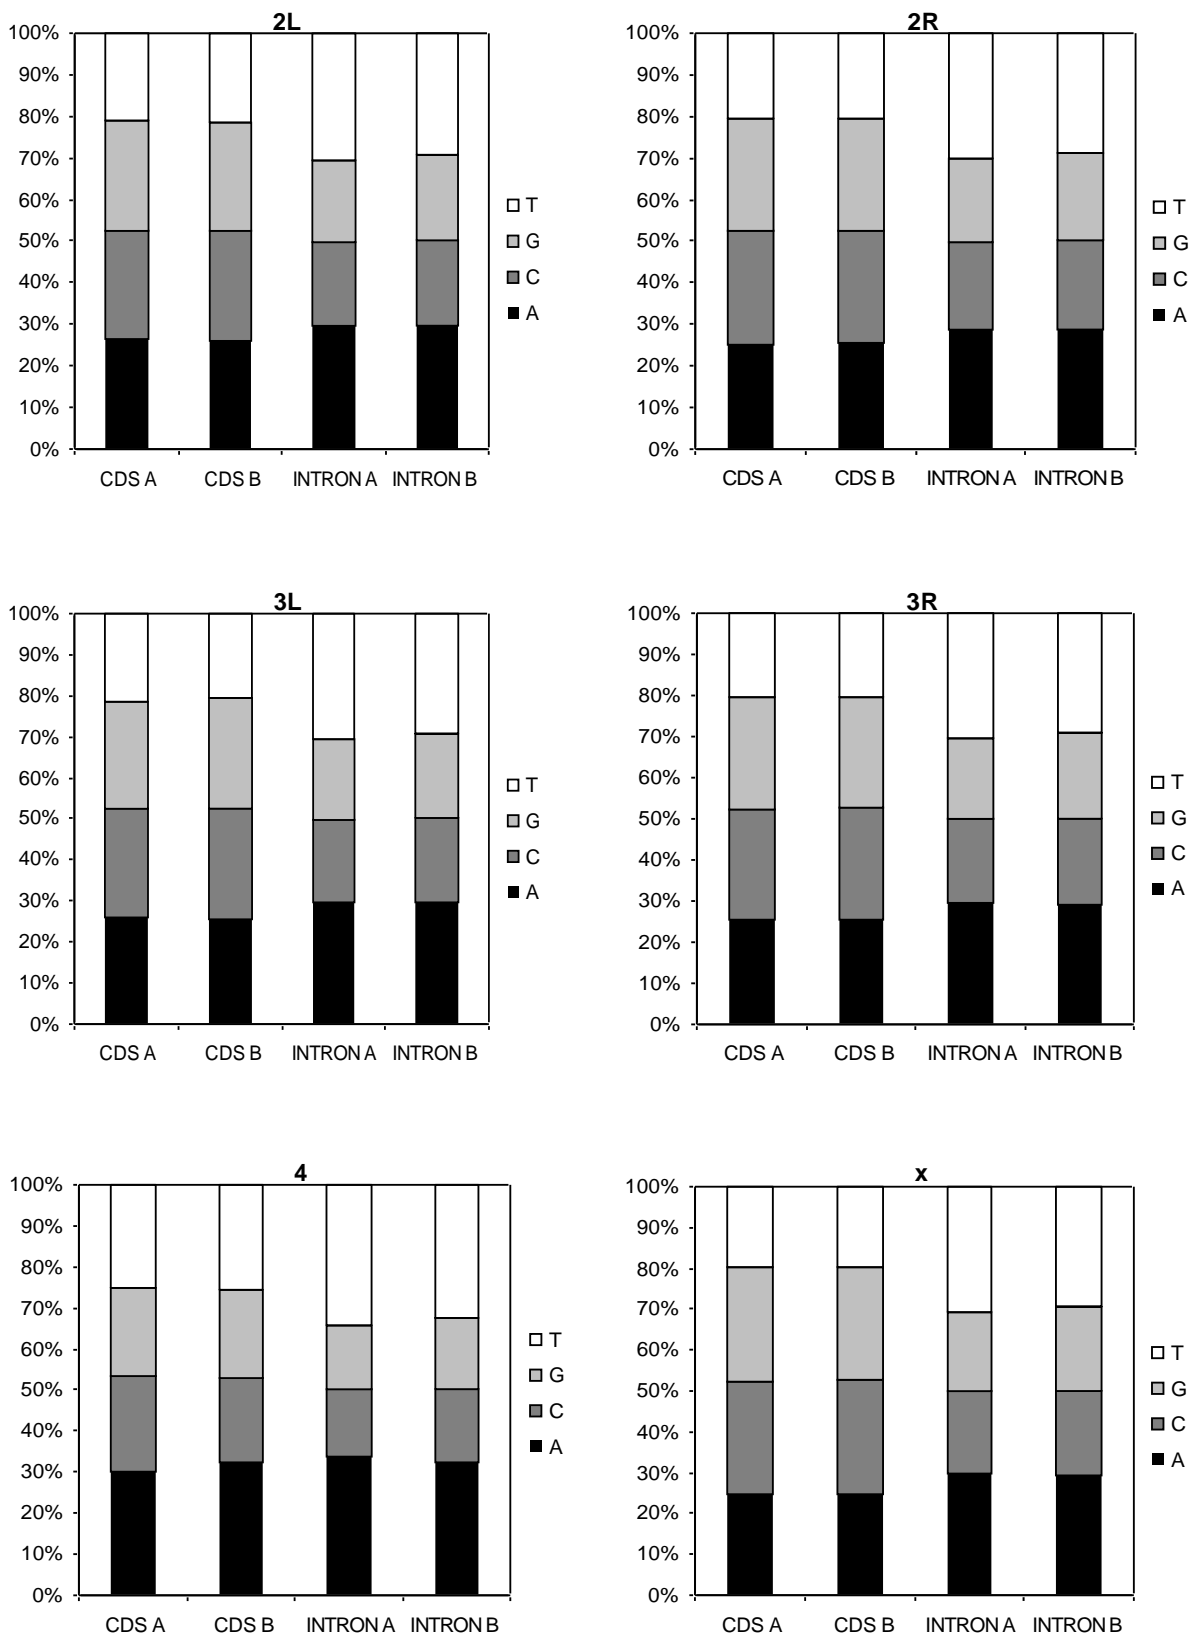 2L
100%
90%
80%
70%
60%
50%
40%
30%
20%
10%
0%
CDS A CDS B INTRON A INTRON B
T
G
C
A
2R
100%
90%
80%
70%
60%
50%
40%
30%
20%
10%
0%
CDS A CDS B INTRON A INTRON B
T
G
C
A
3L
100%
90%
80%
70%
60%
50%
40%
30%
20%
10%
0%
CDS A CDS B INTRON A INTRON B
T
G
C
A
3R
100%
90%
80%
70%
60%
50%
40%
30%
20%
10%
0%
CDS A CDS B INTRON A INTRON B
T
G
C
A
4
100%
90%
80%
70%
60%
50%
40%
30%
20%
10%
0%
CDS A CDS B INTRON A INTRON B
T
G
C
A
x
100%
90%
80%
70%
60%
50%
40%
30%
20%
10%
0%
CDS A CDS B INTRON A INTRON B
T
G
C
A